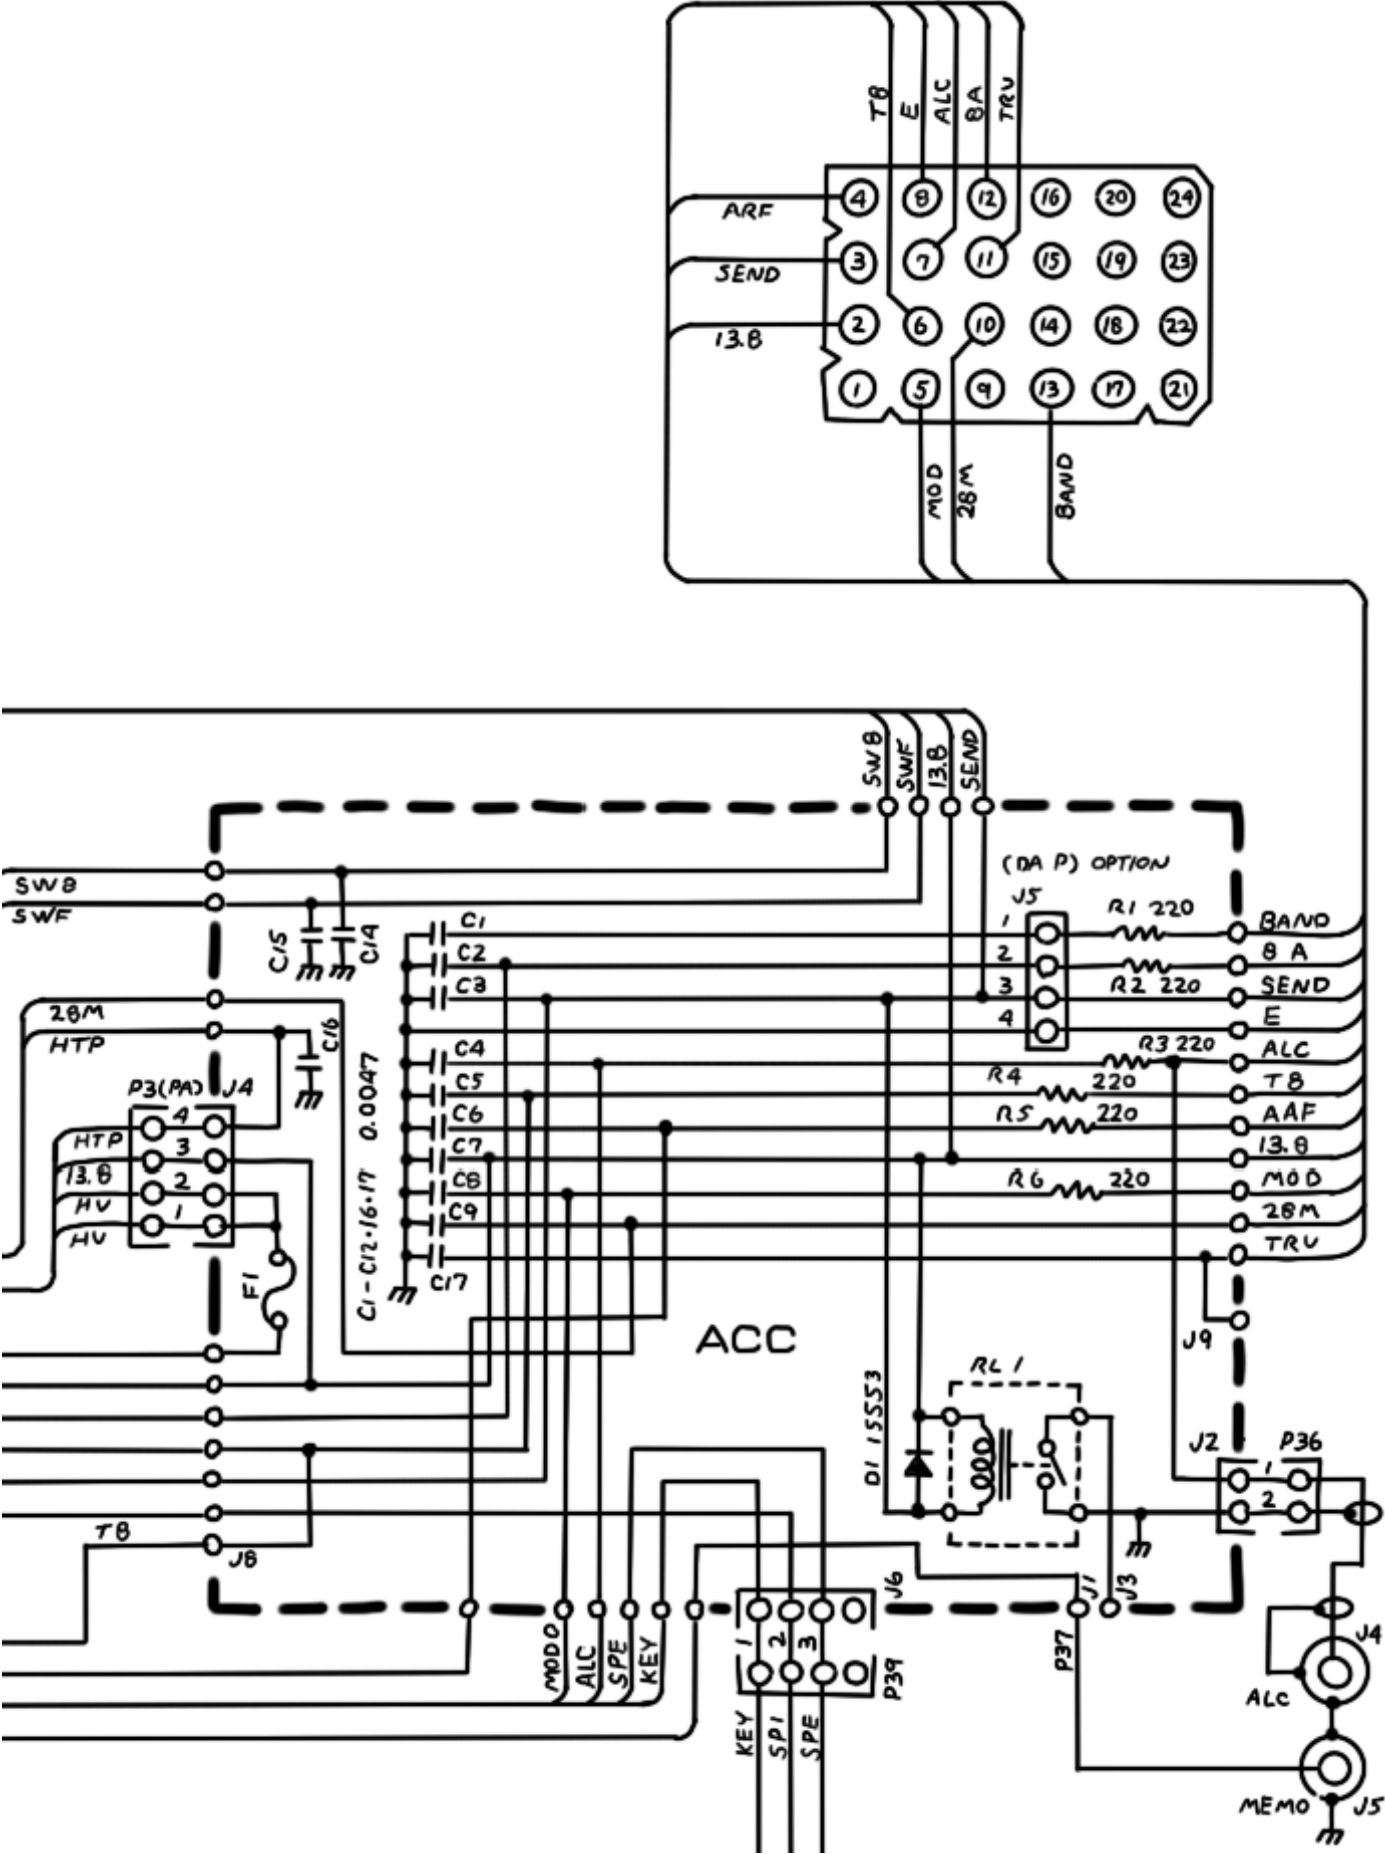 T8
E
ALC
8A
TRV
4 8 12 16 20 24
ARF
3 7 11 15 19 23
SEND
2 6 10 14 18 22
13.8
1 5 9 13 17 21
MOD
28M
BAND
SW8
SWF
13.8
SEND
(DA P) OPTION
SW8
SWF
C15
C14
J5
C1
1
R1 220
BAND
C2
2
8 A
C3
3
R2 220
SEND
28M
4
E
HTP
C16
C4
R3 220
ALC
P3(PA) J4
C5
R4
220
T8
4
C6
R5
220
AAF
HTP
3
C7
13.8
13.8
2
C8
R6
220
MOD
HV
1
C9
28M
HV
C17
TRV
C1-C12·16·17 0.0047
F1
ACC
J9
RL 1
D1 1S553
J2 P36
1
2
T8
J8
J6
J1
J3
MODO
ALC
SPE
KEY
1
2
3
P39
P37
J4
ALC
KEY
SPI
SPE
MEMO J5